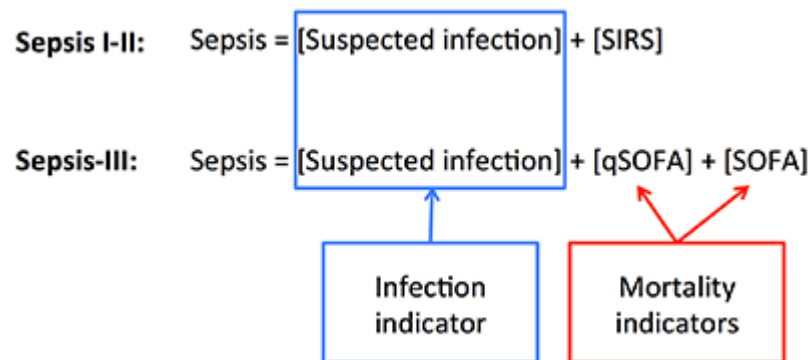 Sepsis I-II: Sepsis = [Suspected infection] + [SIRS]
Sepsis-III: Sepsis = [Suspected infection] + [qSOFA] + [SOFA]
Infection
indicator
Mortality
indicators